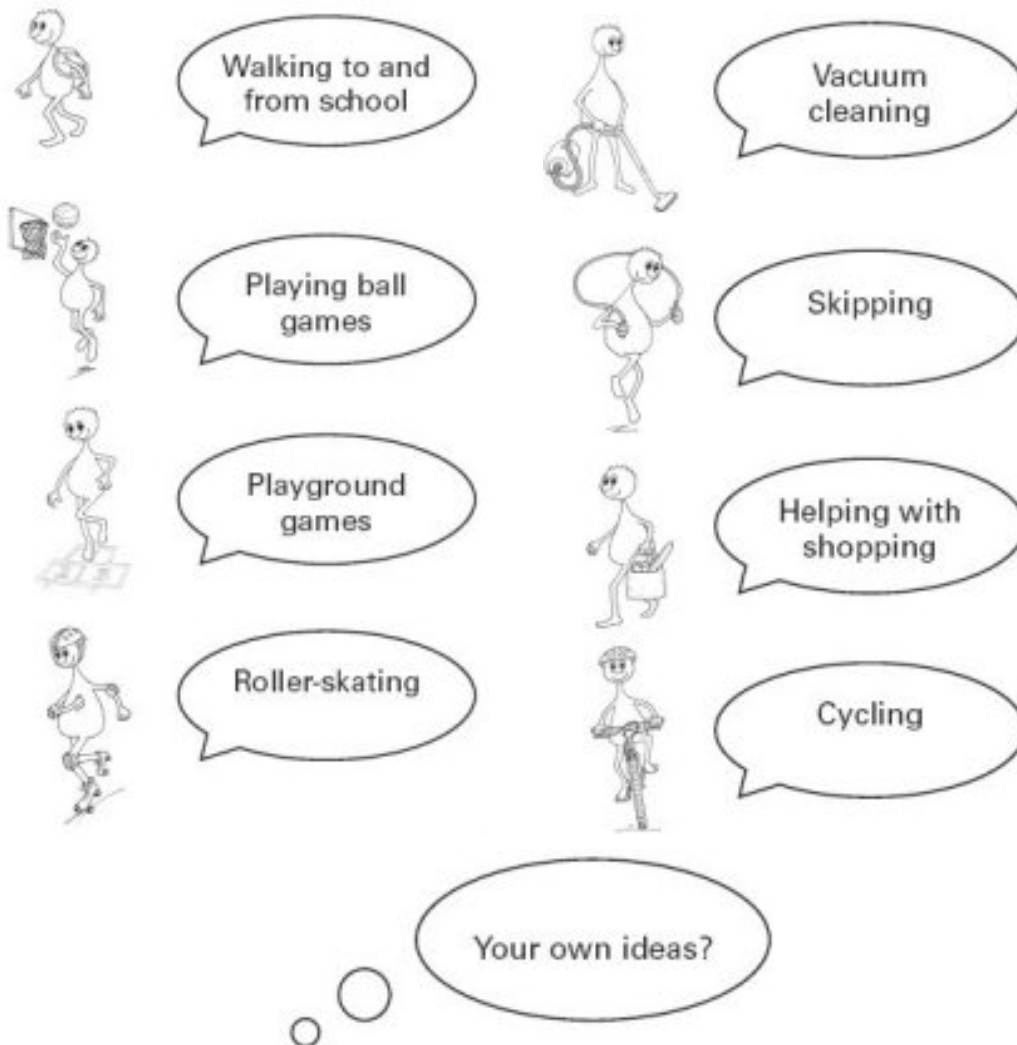 Walking to and
from school
Vacuum
cleaning
Playing ball
games
Skipping
Playground
games
Helping with
shopping
Roller-skating
Cycling
Your own ideas?